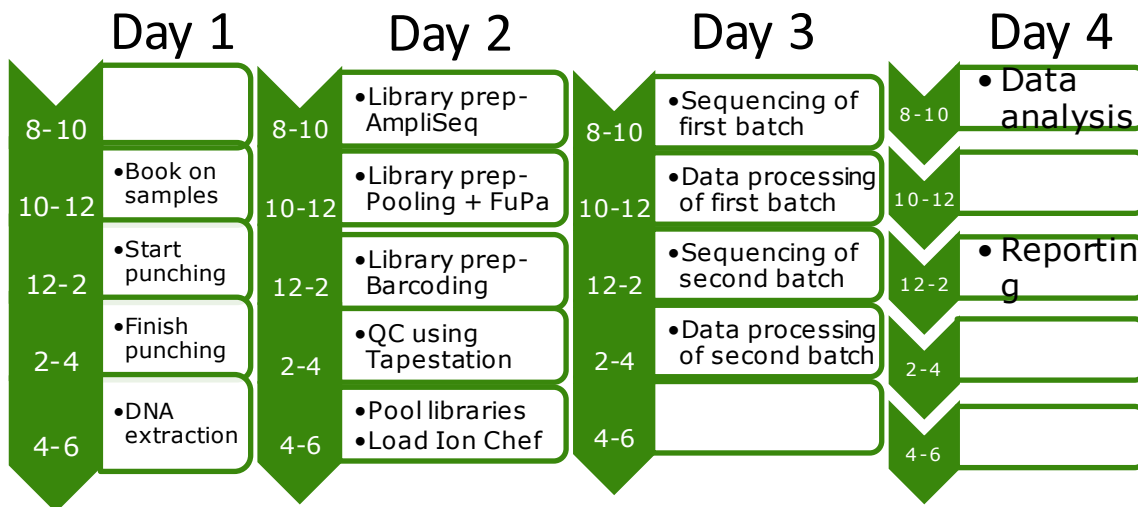 Day 1
8-10
10-12
•Book on
samples
12-2
•Start
punching
2-4
•Finish
punching
4-6
•DNA
extraction
Day 2
8-10
•Library prep-
AmpliSeq
10-12
•Library prep-
Pooling + FuPa
12-2
•Library prep-
Barcoding
2-4
•QC using
Tapestation
4-6
•Pool libraries
•Load Ion Chef
Day 3
8-10
•Sequencing of
first batch
10-12
•Data processing
of first batch
12-2
•Sequencing of
second batch
2-4
•Data processing
of second batch
4-6
Day 4
8-10
•Data
analysis
10-12
12-2
•Reportin
g
2-4
4-6